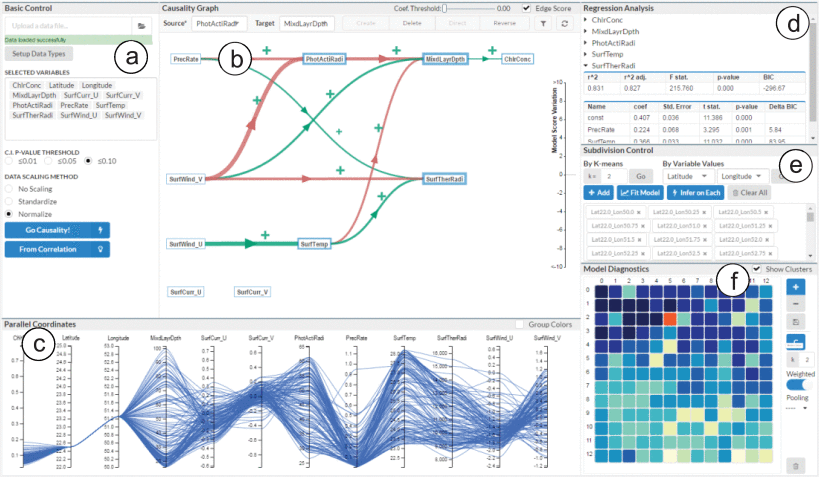 Basic Control
Upload a data file...
Data loaded successfully
Setup Data Types
a
SELECTED VARIABLES
ChlrConc Latitude Longitude
MixdLayrDpth SurfCurr_U SurfCurr_V
PhotActiRadi PrecRate SurfTemp
SurfTherRadi SurfWind_U SurfWind_V
C.I. P-VALUE THRESHOLD
≤0.01 ≤0.05 ≤0.10
DATA SCALING METHOD
No Scaling
Standardize
Normalize
Go Causality!
From Correlation
Causality Graph
Coef. Threshold: 0.00 Edge Score
Source* PhotActiRadi Target MixdLayrDpth Create Delete Direct Reverse
b
PrecRate PhotActiRadi MixdLayrDpth ChlrConc
SurfWind_V SurfTherRadi
SurfWind_U SurfTemp
SurfCurr_U SurfCurr_V
Model Score Variation
Regression Analysis
d
ChlrConc
MixdLayrDpth
PhotActiRadi
SurfTemp
SurfTherRadi
r^2 r^2 adj. F stat. p-value BIC
0.831 0.827 215.760 0.000 -296.67
Name coef Std. Error t stat. p-value Delta BIC
const 0.407 0.036 11.386 0.000
PrecRate 0.224 0.068 3.295 0.001 5.84
SurfTemp 0.366 0.033 11.032 0.000 83.95
Subdivision Control
e
By K-means By Variable Values
k= 2 Go Latitude Longitude
+ Add Fit Model Infer on Each Clear All
Lat22.0_Lon50.0 × Lat22.0_Lon50.25 × Lat22.0_Lon50.5 ×
Lat22.0_Lon50.75 × Lat22.0_Lon51.0 × Lat22.0_Lon51.25 ×
Lat22.0_Lon51.5 × Lat22.0_Lon51.75 × Lat22.0_Lon52.0 ×
Lat22.0_Lon52.25 × Lat22.0_Lon52.5 × Lat22.0_Lon52.75 ×
Model Diagnostics
f
Show Clusters
0 1 2 3 4 5 6 7 8 11 12
0
1
2
3
4
5
6
7
8
9
10
11
12
k 2
Weighted
Pooling
Parallel Coordinates
Group Colors
c
Latitude Longitude MixdLayrDpth SurfCurr_U SurfCurr_V PhotActiRadi PrecRate SurfTemp SurfTherRadi SurfWind_U SurfWind_V